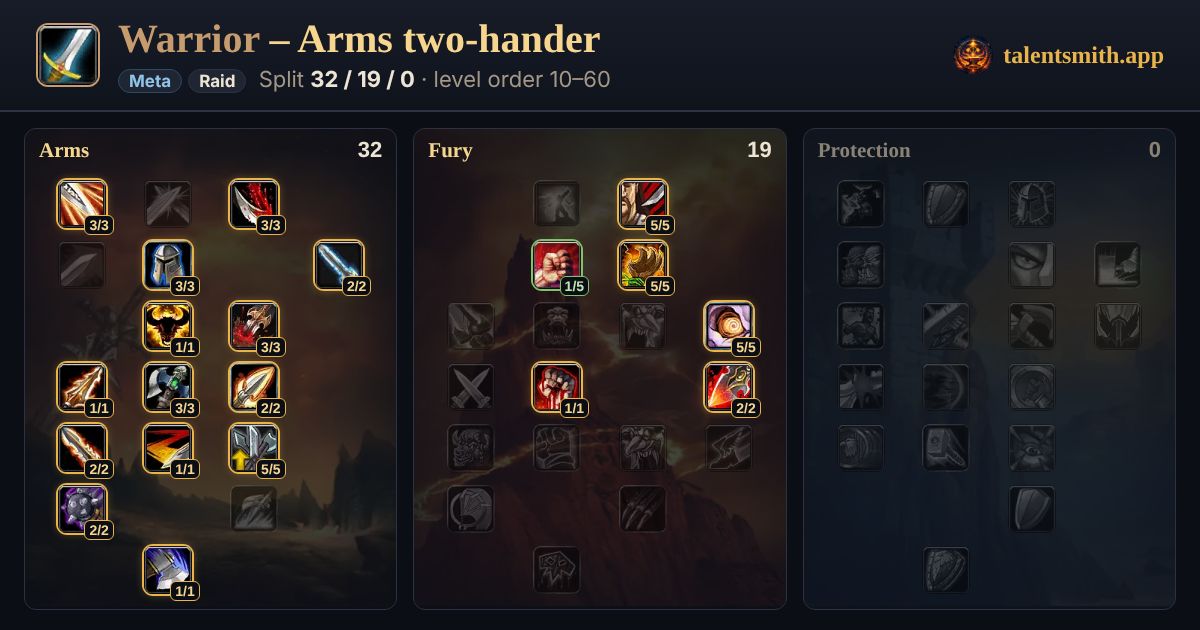 Warrior – Arms two-hander
talentsmith.app
Meta Raid Split 32 / 19 / 0 · level order 10–60
Arms 32
3/3 3/3
3/3 2/2
1/1 3/3
1/1 3/3 2/2
2/2 1/1 5/5
2/2
1/1
Fury 19
5/5
1/5 5/5
5/5
1/1 2/2
Protection 0